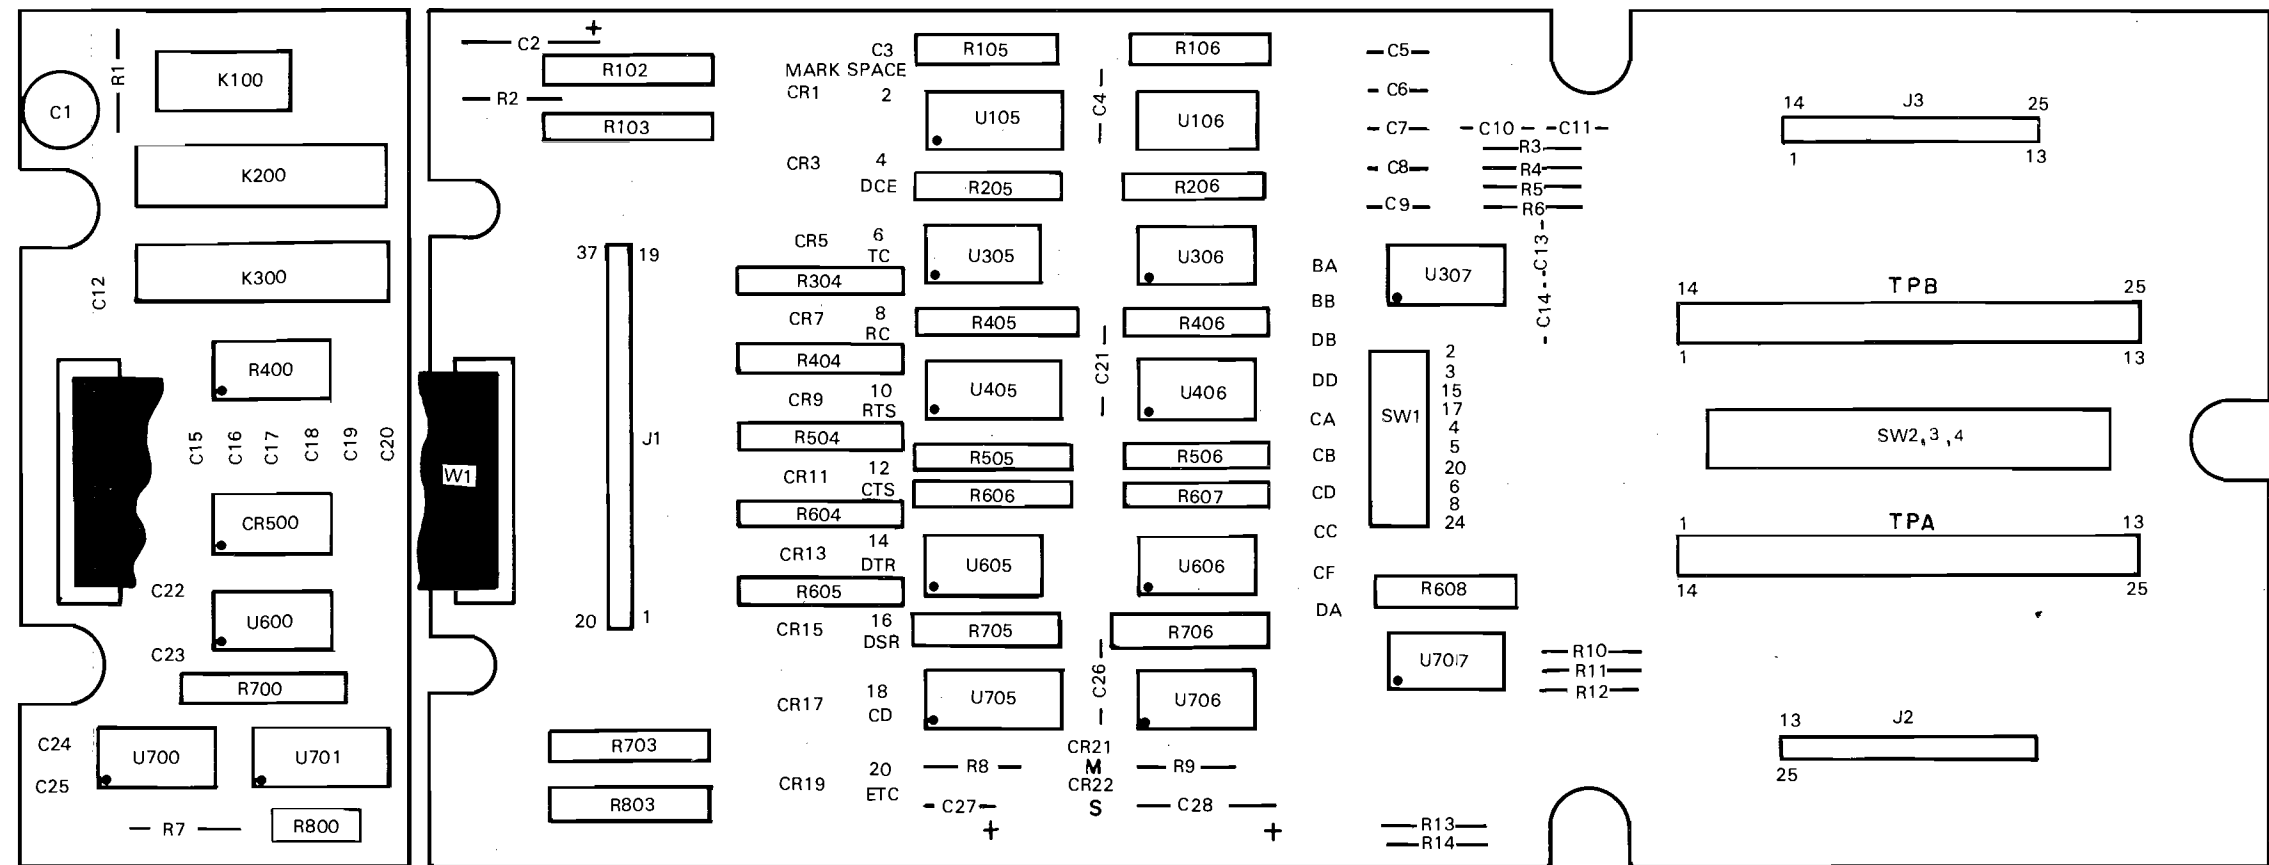 R1
K100
C1
K200
K300
C12
R400
C15
C16
C17
C18
C19
C20
CR500
C22
U600
C23
R700
C24
U700
U701
C25
R7
R800
W1
C2 +
R102
R2
R103
37 19
J1
20 1
R703
R803
C3
MARK SPACE
CR1 2
CR3 4
DCE
CR5 6
TC
R304
CR7 8
RC
R404
CR9 10
RTS
R504
CR11 12
CTS
R604
CR13 14
DTR
R605
CR15 16
DSR
CR17 18
CD
CR19 20
ETC
R105
U105
R205
U305
R405
U405
R505
R606
U605
R705
U705
R8
C27
+
C4
C21
C26
CR21
M
CR22
S
R106
U106
R206
U306
R406
U406
R506
R607
U606
R706
U706
R9
C28
+
C5
C6
C7
C8
C9
C10 C11
R3
R4
R5
R6
C13
C14
BA
BB
DB
DD
CA
CB
CD
CC
CF
DA
U307
SW1
2
3
15
17
4
5
20
6
8
24
R608
U707
R10
R11
R12
R13
R14
14 J3 25
1 13
14 TPB 25
1 13
SW2,3,4
1 TPA 13
14 25
13 J2
25